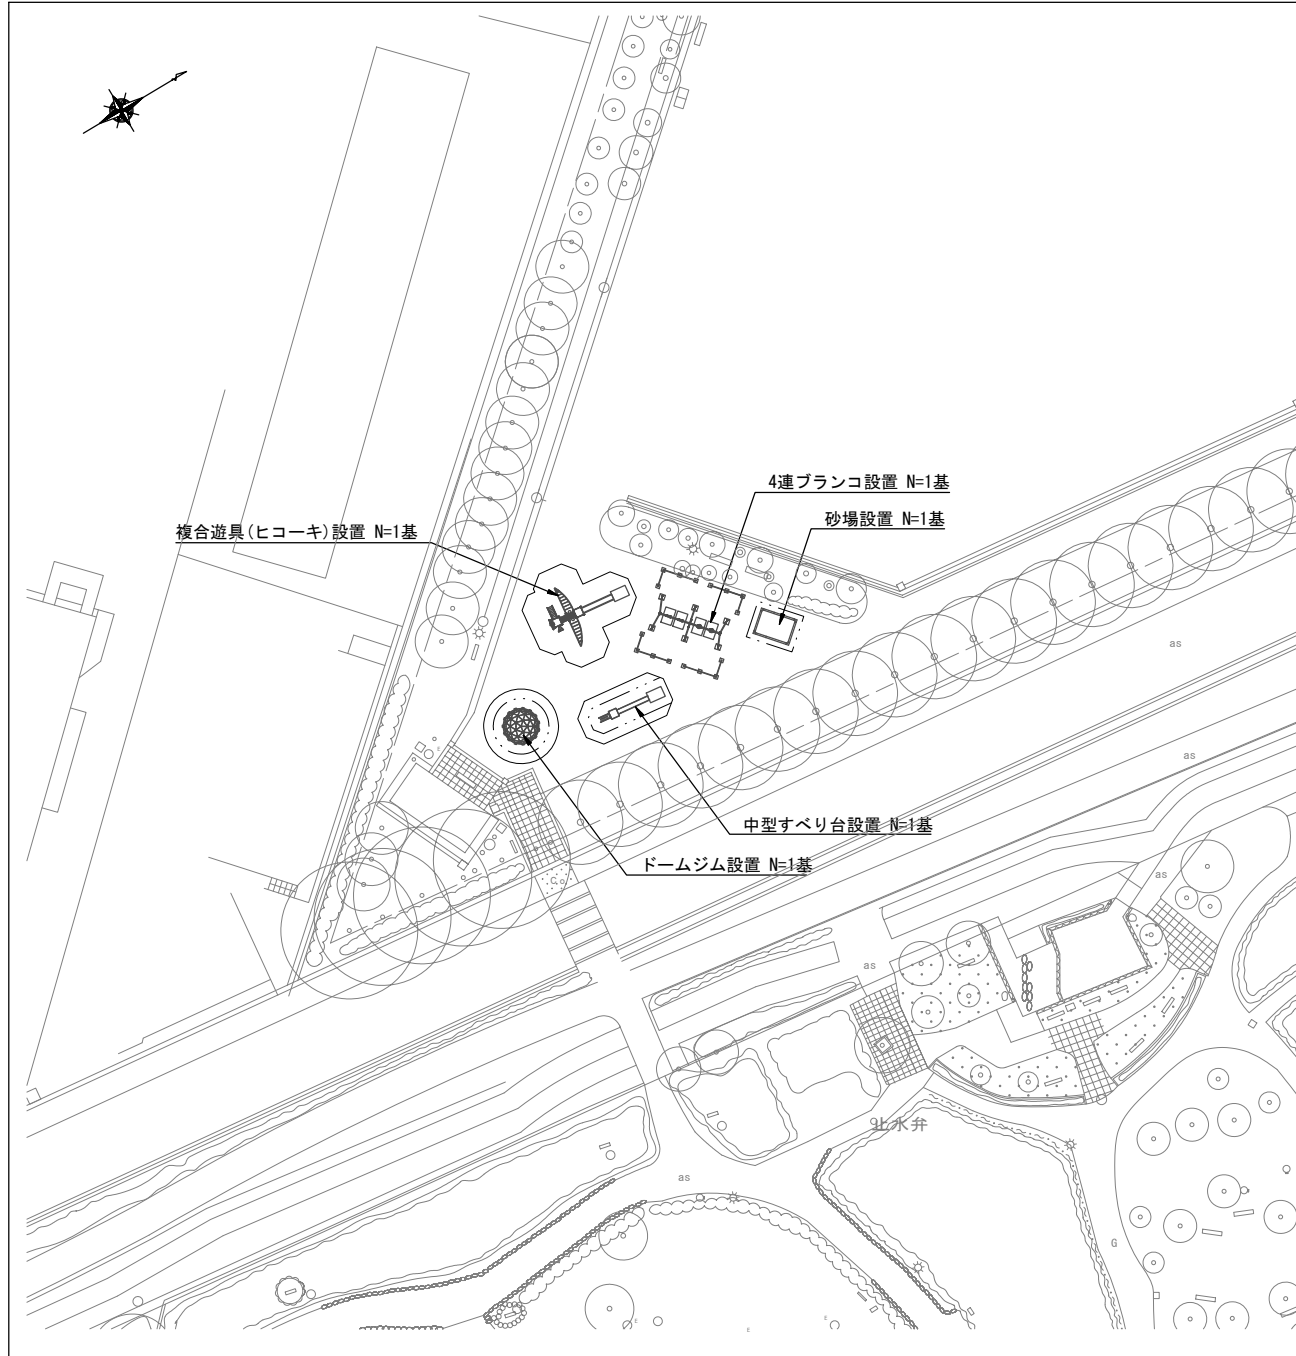 4連ブランコ設置 N=1基
砂場設置 N=1基
複合遊具(ヒコーキ)設置 N=1基
as
as
中型すべり台設置 N=1基
ドームジム設置 N=1基
as
as
止水弁
as
G